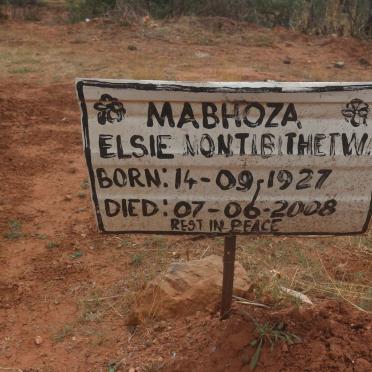 MABHOZA
ELSIE NONTIBITHETWA
BORN: 14-09-1927
DIED: 07-06-2008
REST IN PEACE